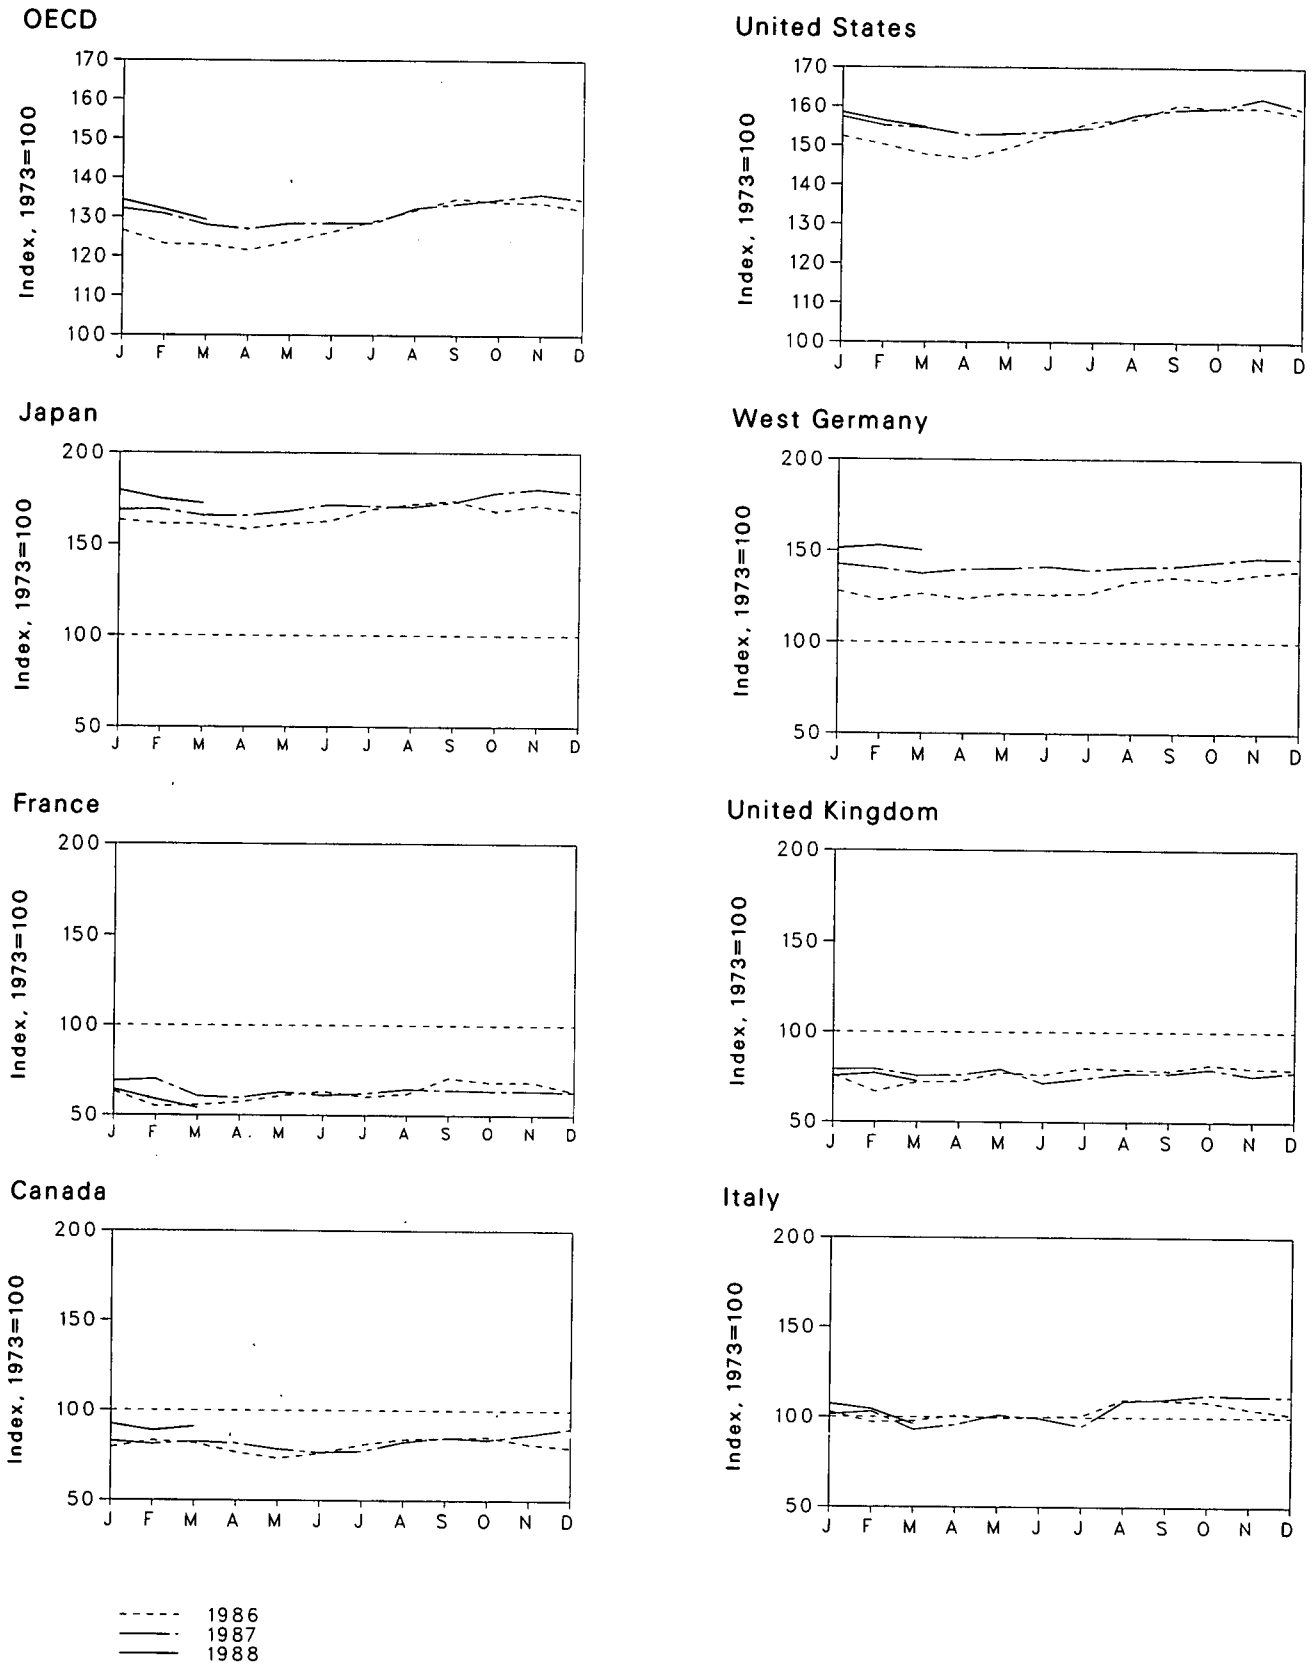 OECD
Index, 1973=100
170
160
150
140
130
120
110
100
J F M A M J J A S O N D
United States
Index, 1973=100
170
160
150
140
130
120
110
100
J F M A M J J A S O N D
Japan
Index, 1973=100
200
150
100
50
J F M A M J J A S O N D
West Germany
Index, 1973=100
200
150
100
50
J F M A M J J A S O N D
France
Index, 1973=100
200
150
100
50
J F M A M J J A S O N D
United Kingdom
Index, 1973=100
200
150
100
50
J F M A M J J A S O N D
Canada
Index, 1973=100
200
150
100
50
J F M A M J J A S O N D
Italy
Index, 1973=100
200
150
100
50
J F M A M J J A S O N D
1986
1987
1988